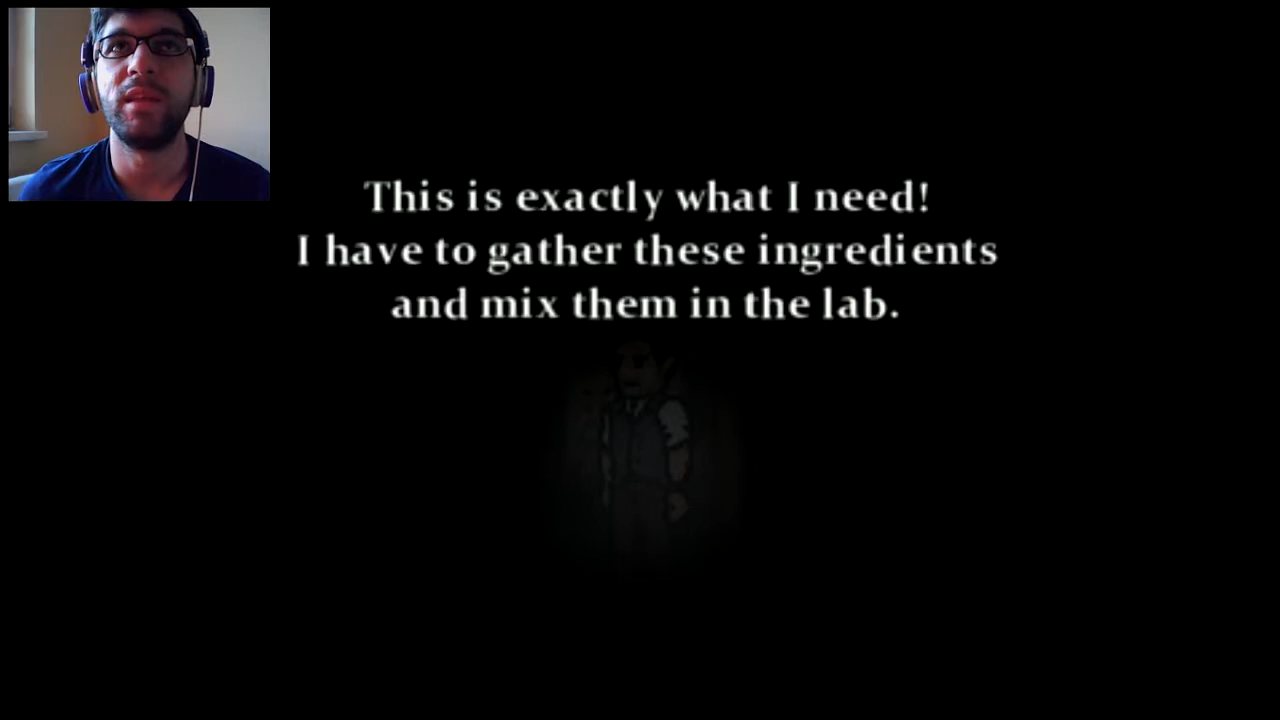 This is exactly what I need!
I have to gather these ingredients
and mix them in the lab.